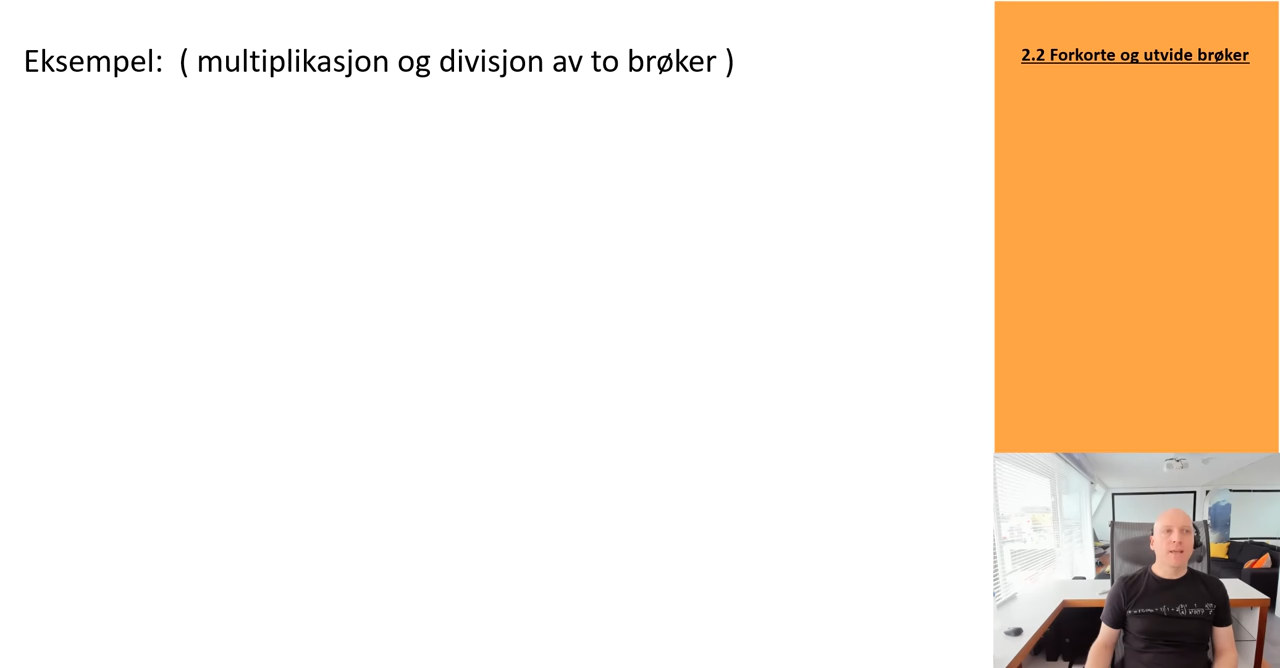 Eksempel: ( multiplikasjon og divisjon av to brøker )
2.2 Forkorte og utvide brøker